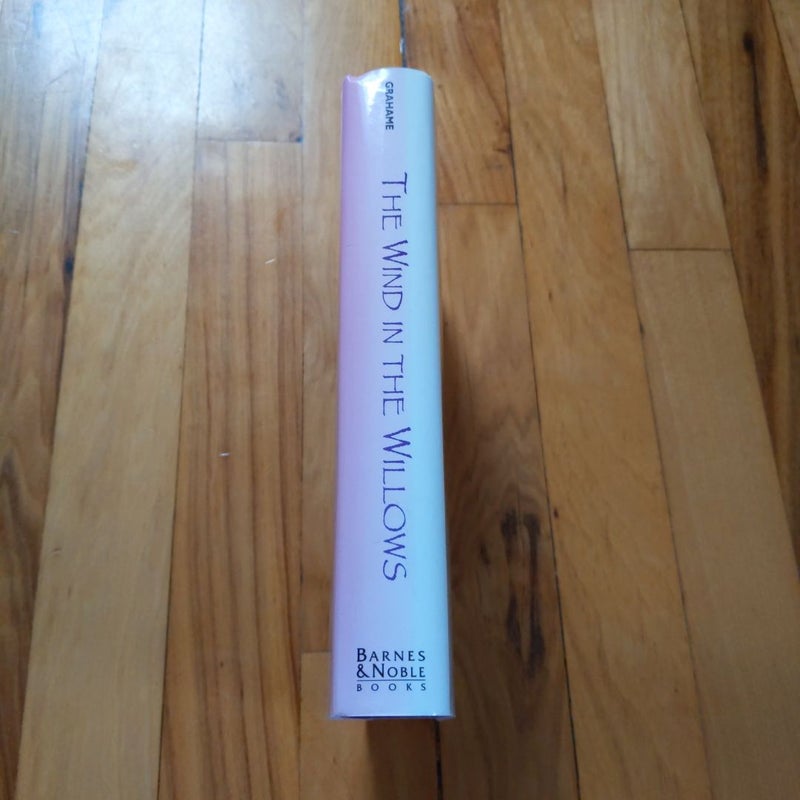 GRAHAME
THE WIND IN THE WILLOWS
BARNES
&NOBLE
BOOKS